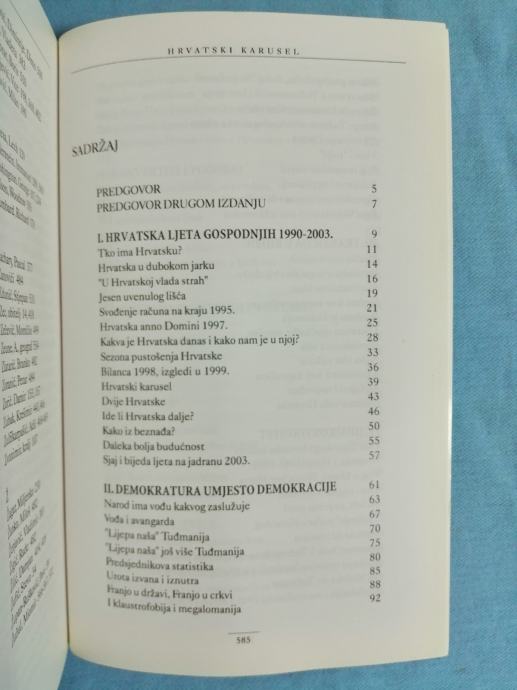 HRVATSKI KARUSEL
SADRŽAJ
PREDGOVOR 5
PREDGOVOR DRUGOM IZDANJU 7
I. HRVATSKA LJETA GOSPODNJIH 1990-2003. 9
Tko ima Hrvatsku? 11
Hrvatska u dubokom jarku 14
"U Hrvatskoj vlada strah" 16
Jesen uvenulog lišća 19
Svođenje računa na kraju 1995. 21
Hrvatska anno Domini 1997. 25
Kakva je Hrvatska danas i kako nam je u njoj? 28
Sezona pustošenja Hrvatske 33
Bilanca 1998, izgledi u 1999. 36
Hrvatski karusel 39
Dvije Hrvatske 43
Ide li Hrvatska dalje? 46
Kako iz beznađa? 50
Daleka bolja budućnost 55
Sjaj i bijeda ljeta na jadranu 2003. 57
II. DEMOKRATURA UMJESTO DEMOKRACIJE 61
Narod ima vođu kakvog zaslužuje 63
Vođa i avangarda 67
"Lijepa naša" Tuđmanija 70
"Lijepa naša" još više Tuđmanija 75
Predsjednikova statistika 80
Urota izvana i iznutra 85
Franjo u državi, Franjo u crkvi 88
I klaustrofobija i megalomanija 92
585